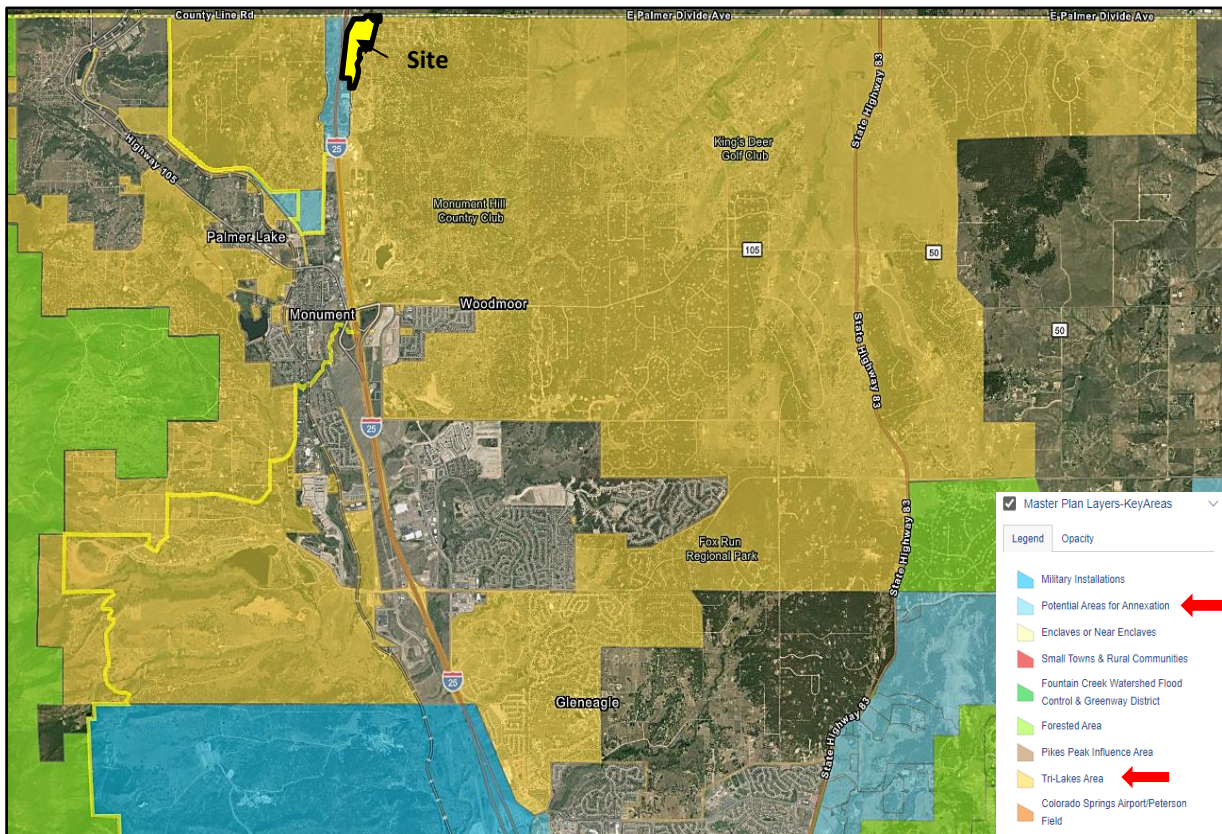 County Line Rd
E Palmer Divide Ave
E Palmer Divide Ave
Site
State Highway 83
Highway 105
25
King's Deer
Golf Club
Monument Hill
Country Club
Palmer Lake
105
50
Woodmoor
Monument
50
State Highway 83
25
State Highway 83
Fox Run
Regional Park
25
Gleneagle
State Highway 83
Master Plan Layers-KeyAreas
Legend
Opacity
Military Installations
Potential Areas for Annexation
Enclaves or Near Enclaves
Small Towns & Rural Communities
Fountain Creek Watershed Flood
Control & Greenway District
Forested Area
Pikes Peak Influence Area
Tri-Lakes Area
Colorado Springs Airport/Peterson
Field